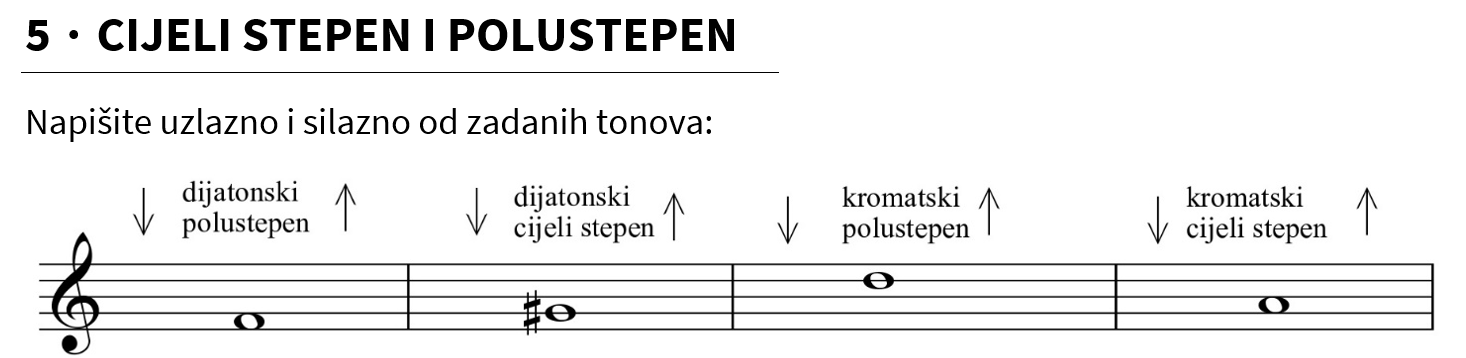 5 · CIJELI STEPEN I POLUSTEPEN
Napišite uzlazno i silazno od zadanih tonova:
dijatonski
polustepen
dijatonski
cijeli stepen
kromatski
polustepen
kromatski
cijeli stepen